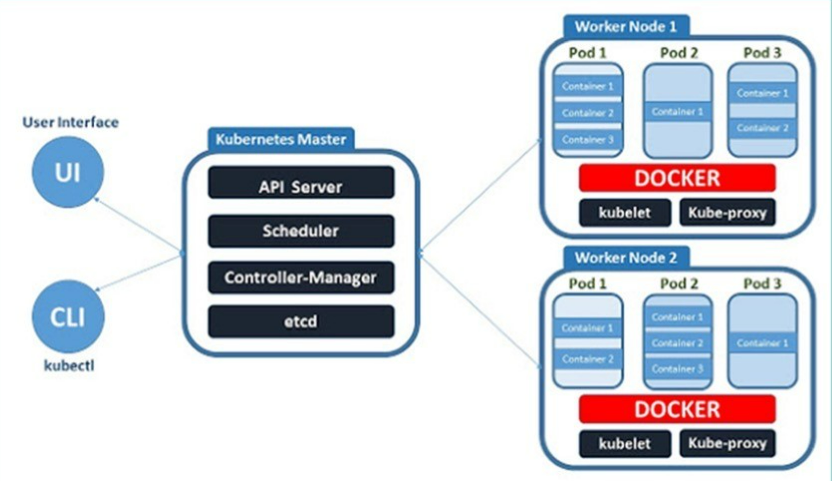 User Interface
UI
CLI
kubectl
Kubernetes Master
API Server
Scheduler
Controller-Manager
etcd
Worker Node 1
Pod 1 Pod 2 Pod 3
Container 1
Container 2
Container 3
Container 1
Container 1
Container 2
DOCKER
kubelet Kube-proxy
Worker Node 2
Pod 1 Pod 2 Pod 3
Container 1
Container 2
Container 1
Container 2
Container 3
Container 1
DOCKER
kubelet Kube-proxy